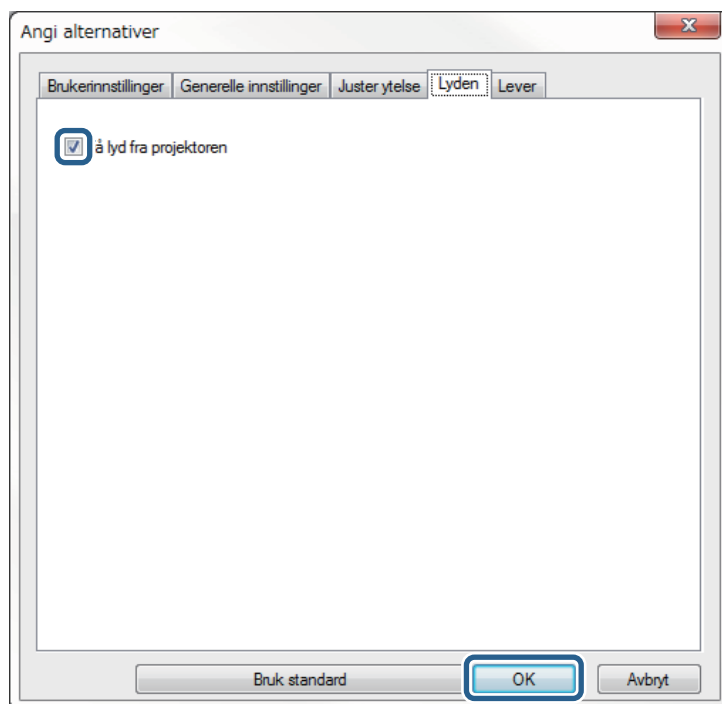 Angi alternativer
Brukerinnstillinger Generelle innstillinger Juster ytelse Lyden Lever
å lyd fra projektoren
Bruk standard OK Avbryt